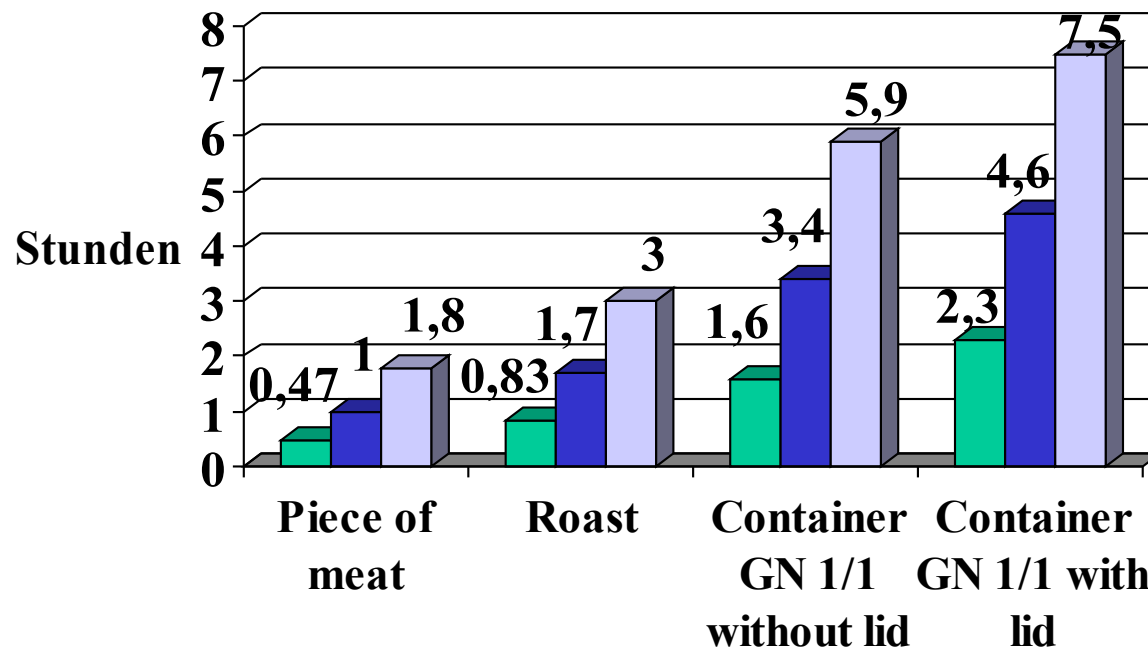 8
7,5
7
6
5,9
5
4,6
Stunden
4
3,4
3
3
2,3
2
1,8
1,7
1,6
1
0,83
0,47
1
0
Piece of
meat
Roast
Container
GN 1/1
without lid
Container
GN 1/1 with
lid